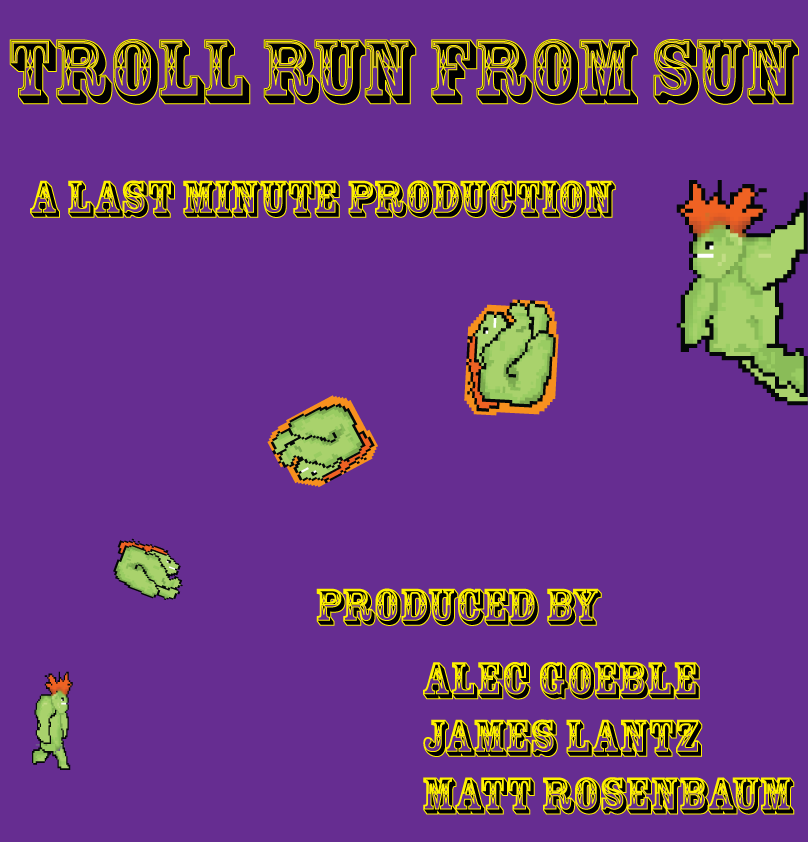 TROLL RUN FROM SUN
A LAST MINUTE PRODUCTION
PRODUCED BY
ALEC GOEBLE
JAMES LANTZ
MATT ROSENBAUM